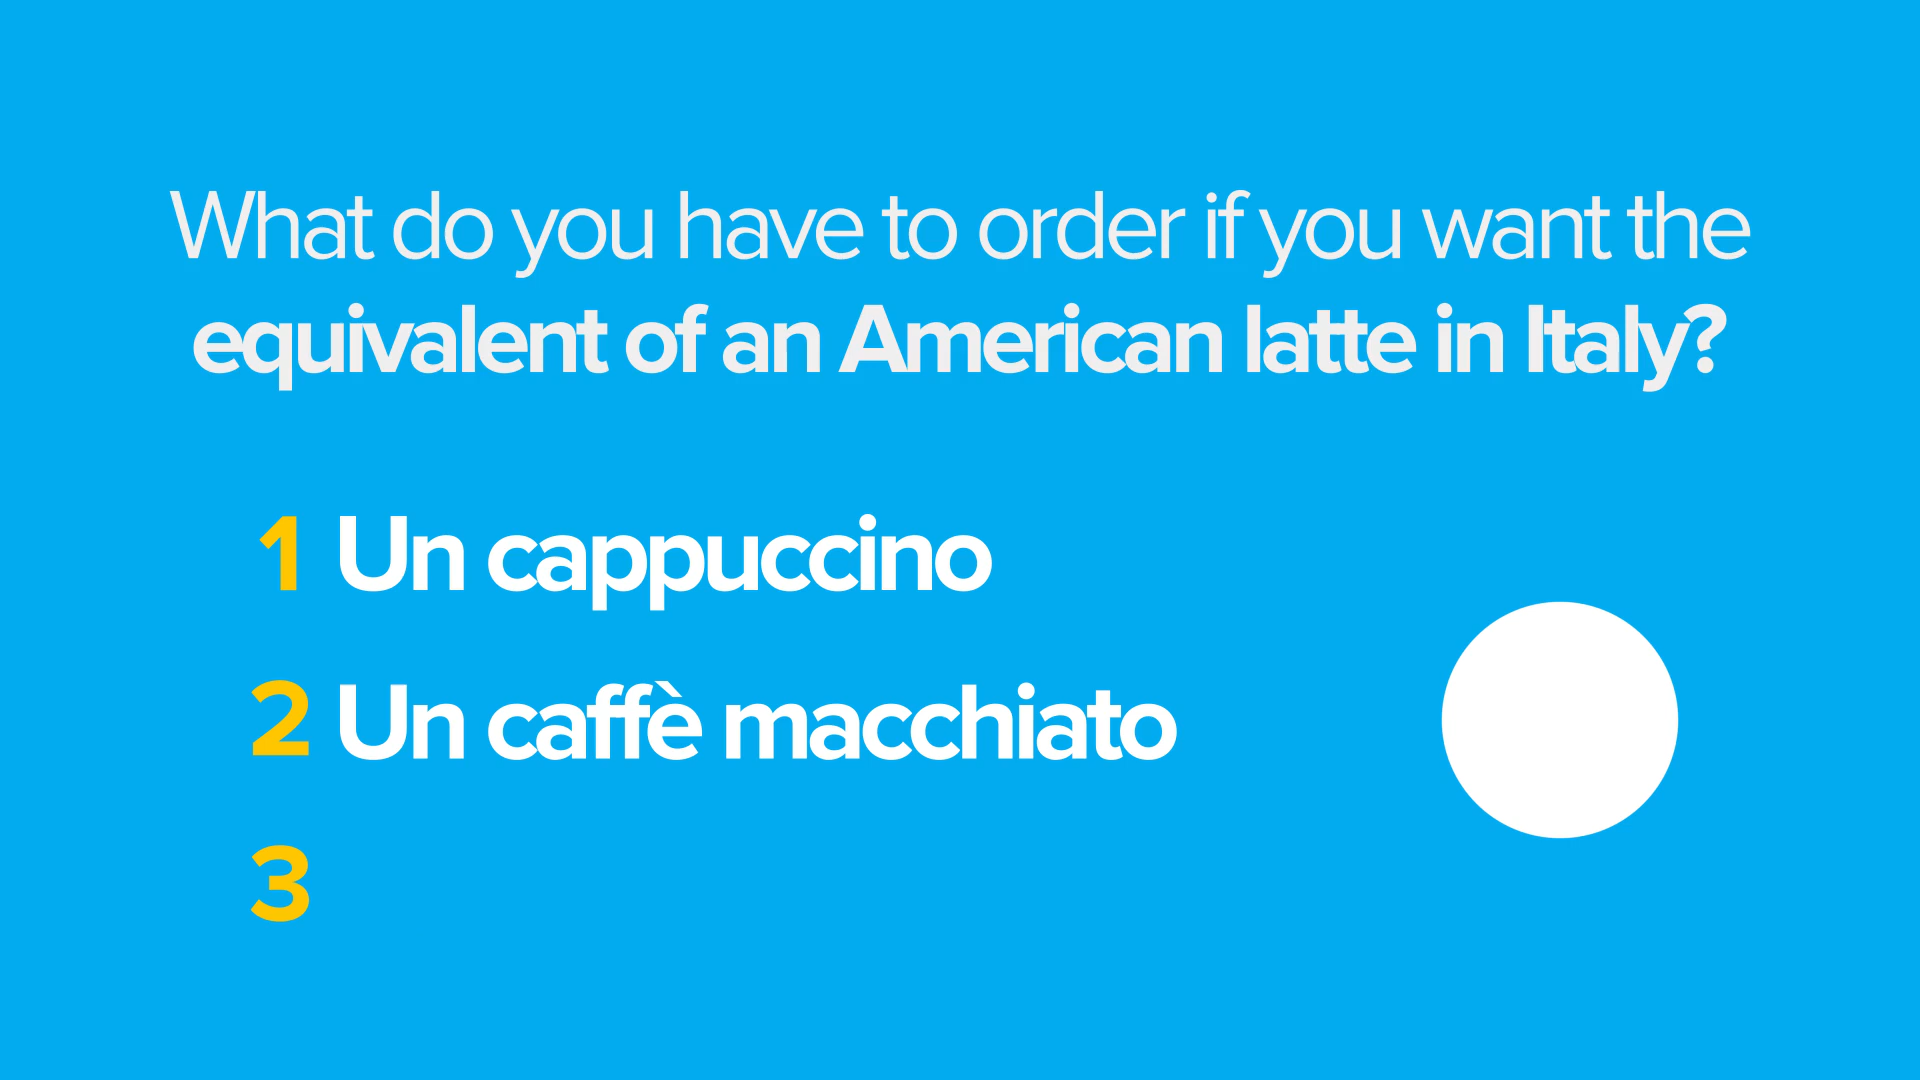 What do you have to order if you want the
equivalent of an American latte in Italy?
1 Un cappuccino
2 Un caffè macchiato
3